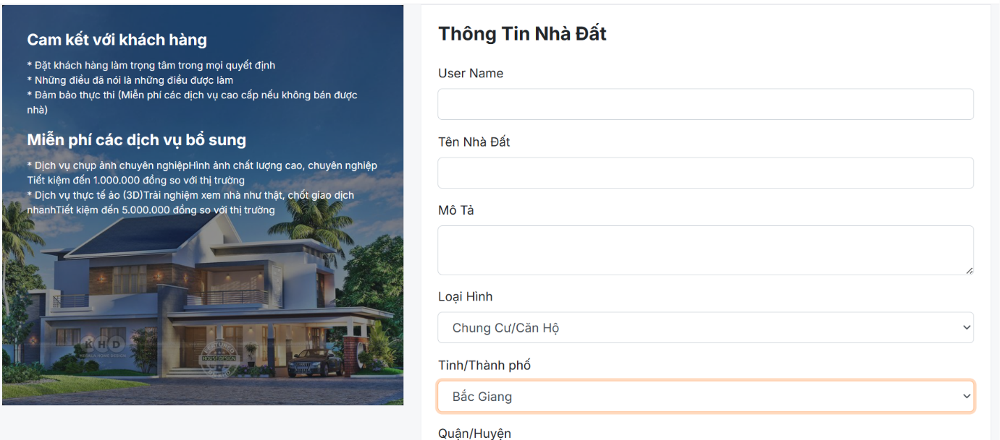 Cam kết với khách hàng
* Đặt khách hàng làm trọng tâm trong mọi quyết định
* Những điều đã nói là những điều được làm
* Đảm bảo thực thi (Miễn phí các dịch vụ cao cấp nếu không bán được
nhà)
Miễn phí các dịch vụ bổ sung
* Dịch vụ chụp ảnh chuyên nghiệpHình ảnh chất lượng cao, chuyên nghiệp
Tiết kiệm đến 1.000.000 đồng so với thị trường
* Dịch vụ thực tế ảo (3D)Trải nghiệm xem nhà như thật, chốt giao dịch
nhanhTiết kiệm đến 5.000.000 đồng so với thị trường
KHD
KERALA HOME DESIGN
FEATURED
HOUSE DESIGN
Thông Tin Nhà Đất
User Name
Tên Nhà Đất
Mô Tả
Loại Hình
Chung Cư/Căn Hộ
Tỉnh/Thành phố
Bắc Giang
Quận/Huyện